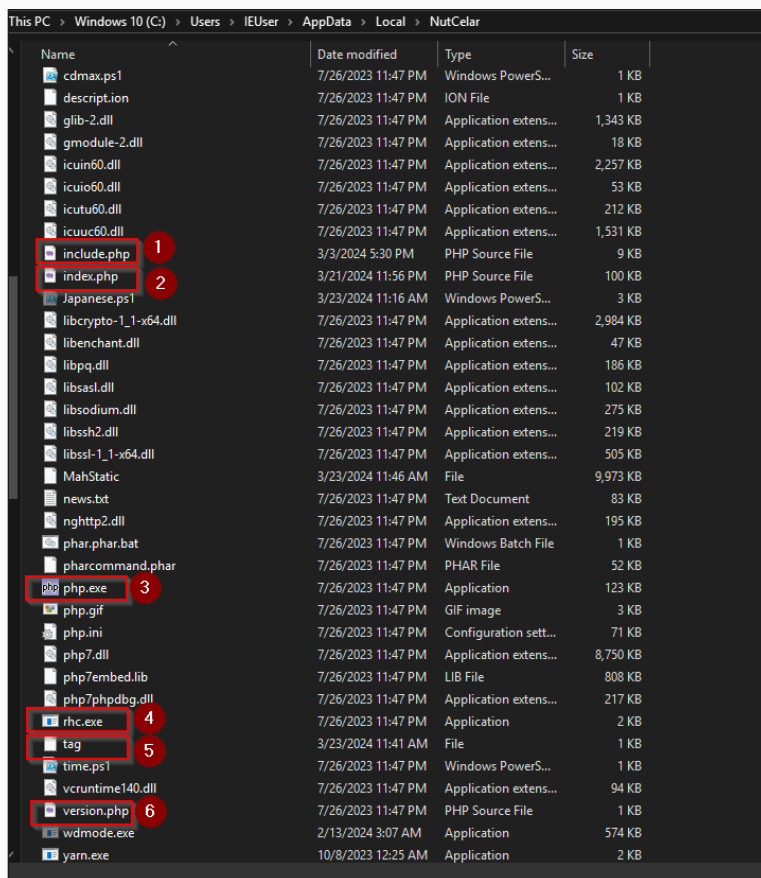 This PC > Windows 10 (C:) > Users > IEUser > AppData > Local > NutCelar
Name Date modified Type Size
cdmax.ps1 7/26/2023 11:47 PM Windows PowerS... 1 KB
descript.ion 7/26/2023 11:47 PM ION File 1 KB
glib-2.dll 7/26/2023 11:47 PM Application extens... 1,343 KB
gmodule-2.dll 7/26/2023 11:47 PM Application extens... 18 KB
icuin60.dll 7/26/2023 11:47 PM Application extens... 2,257 KB
icuio60.dll 7/26/2023 11:47 PM Application extens... 53 KB
icutu60.dll 7/26/2023 11:47 PM Application extens... 212 KB
icuuc60.dll 7/26/2023 11:47 PM Application extens... 1,531 KB
include.php 1 3/3/2024 5:30 PM PHP Source File 9 KB
index.php 2 3/21/2024 11:56 PM PHP Source File 100 KB
Japanese.ps1 3/23/2024 11:16 AM Windows PowerS... 3 KB
libcrypto-1_1-x64.dll 7/26/2023 11:47 PM Application extens... 2,984 KB
libenchant.dll 7/26/2023 11:47 PM Application extens... 47 KB
libpq.dll 7/26/2023 11:47 PM Application extens... 186 KB
libsasl.dll 7/26/2023 11:47 PM Application extens... 102 KB
libsodium.dll 7/26/2023 11:47 PM Application extens... 275 KB
libssh2.dll 7/26/2023 11:47 PM Application extens... 219 KB
libssl-1_1-x64.dll 7/26/2023 11:47 PM Application extens... 505 KB
MahStatic 3/23/2024 11:46 AM File 9,973 KB
news.txt 7/26/2023 11:47 PM Text Document 83 KB
nghttp2.dll 7/26/2023 11:47 PM Application extens... 195 KB
phar.phar.bat 7/26/2023 11:47 PM Windows Batch File 1 KB
pharcommand.phar 7/26/2023 11:47 PM PHAR File 52 KB
php php.exe 3 7/26/2023 11:47 PM Application 123 KB
php.gif 7/26/2023 11:47 PM GIF image 3 KB
php.ini 7/26/2023 11:47 PM Configuration sett... 71 KB
php7.dll 7/26/2023 11:47 PM Application extens... 8,750 KB
php7embed.lib 7/26/2023 11:47 PM LIB File 808 KB
php7phpdbg.dll 7/26/2023 11:47 PM Application extens... 217 KB
rhc.exe 4 7/26/2023 11:47 PM Application 2 KB
tag 5 3/23/2024 11:41 AM File 1 KB
time.ps1 7/26/2023 11:47 PM Windows PowerS... 1 KB
vcruntime140.dll 7/26/2023 11:47 PM Application extens... 94 KB
version.php 6 7/26/2023 11:47 PM PHP Source File 1 KB
wdmode.exe 2/13/2024 3:07 AM Application 574 KB
yarn.exe 10/8/2023 12:25 AM Application 2 KB